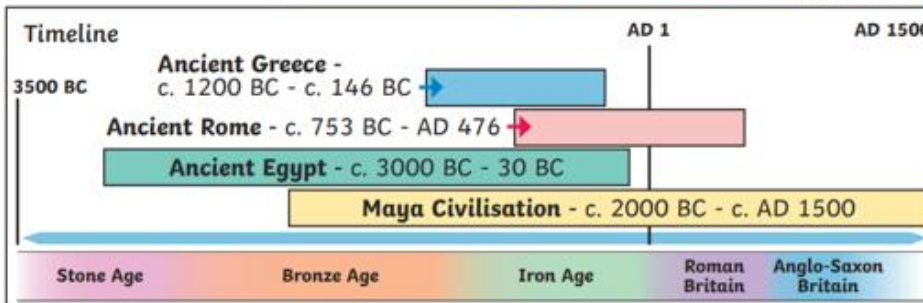 Timeline
AD 1
AD 1500
3500 BC
Ancient Greece -
c. 1200 BC - c. 146 BC
Ancient Rome - c. 753 BC - AD 476
Ancient Egypt - c. 3000 BC - 30 BC
Maya Civilisation - c. 2000 BC - c. AD 1500
Stone Age
Bronze Age
Iron Age
Roman
Britain
Anglo-Saxon
Britain